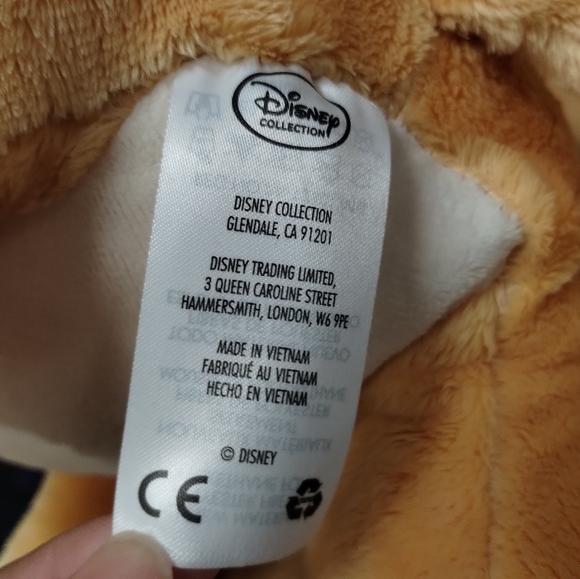 Disney
COLLECTION
DISNEY COLLECTION
GLENDALE, CA 91201
DISNEY TRADING LIMITED,
3 QUEEN CAROLINE STREET
HAMMERSMITH, LONDON, W6 9PE
MADE IN VIETNAM
FABRIQUÉ AU VIETNAM
HECHO EN VIETNAM
© DISNEY
CE